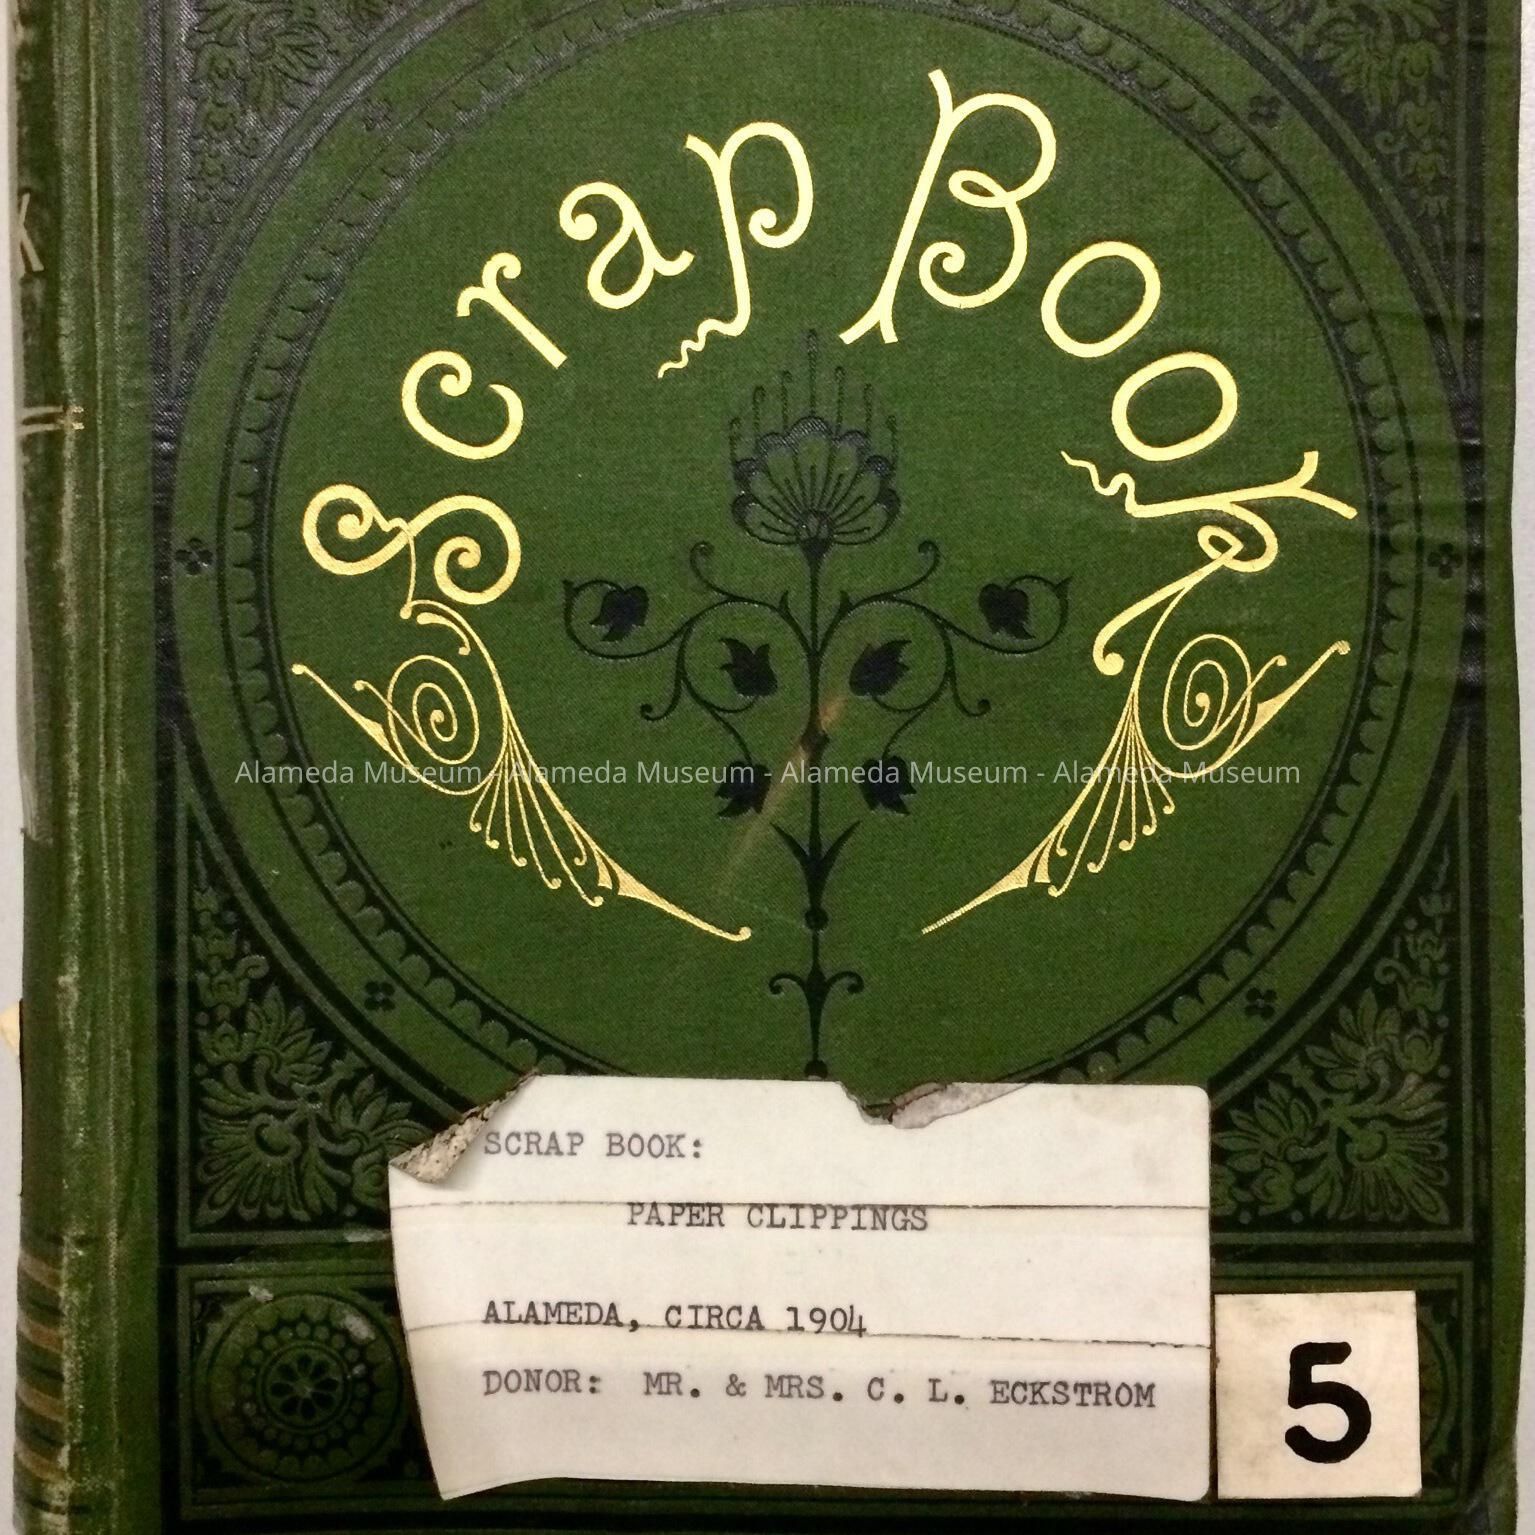 Scrap Book
Alameda Museum - Alameda Museum - Alameda Museum - Alameda Museum
SCRAP BOOK:
PAPER CLIPPINGS
ALAMEDA, CIRCA 1904
DONOR: MR. & MRS. C. L. ECKSTROM
5